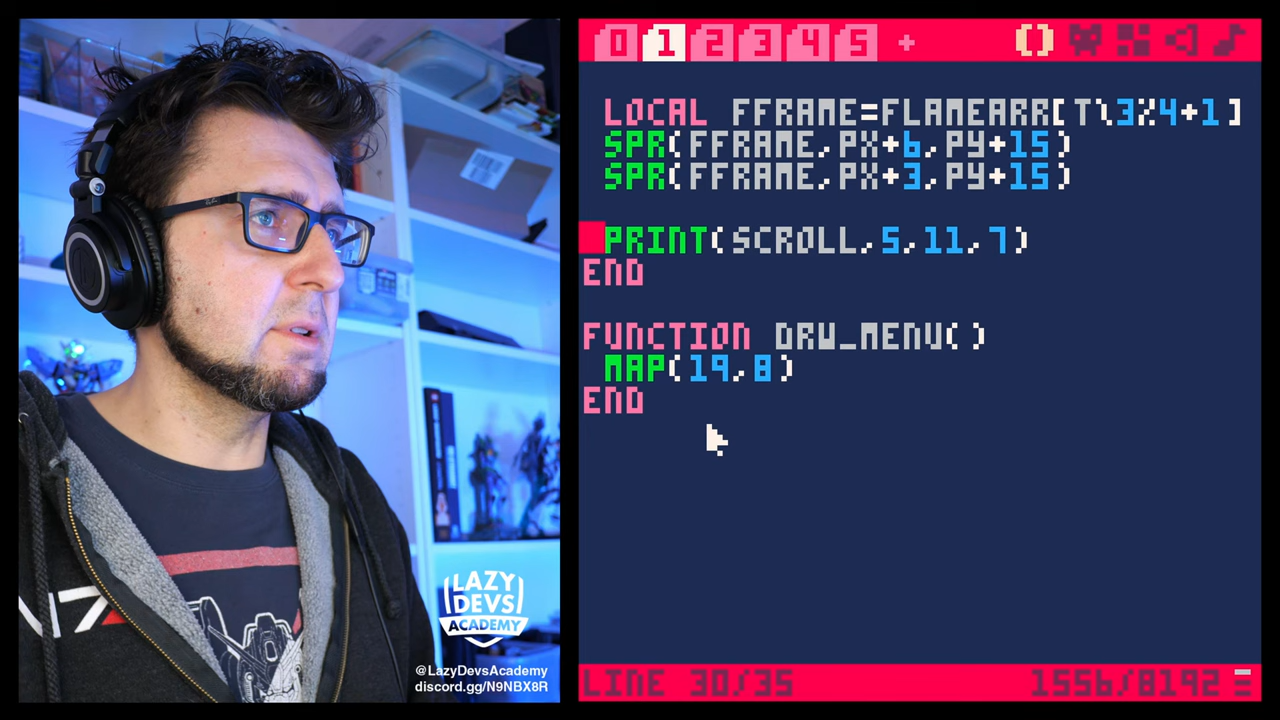 0 1 2 3 4 5 +
LOCAL FFRAME=FLAMEARR[T\3%4+1]
SPR(FFRAME,PX+6,PY+15)
SPR(FFRAME,PX+3,PY+15)
PRINT(SCROLL,5,11,7)
END
FUNCTION DRW_MENU()
MAP(19,8)
END
LINE 30/35
1556/8192
N7
LAZY
DEVS
ACADEMY
@LazyDevsAcademy
discord.gg/N9NBX8R